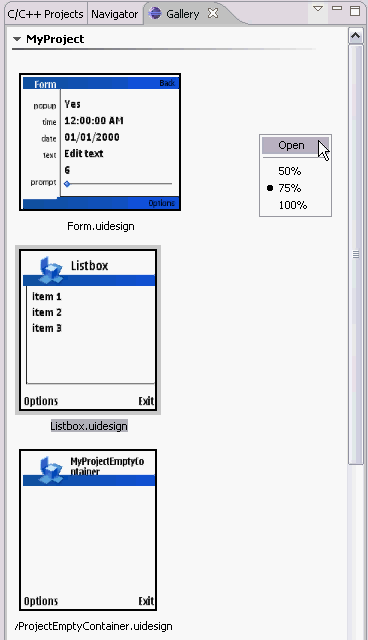 C/C++ Projects Navigator Gallery
MyProject
Form Back
popup Yes
time 12:00:00 AM
date 01/01/2000
text Edit text
6
prompt
Options
Form.uidesign
Open
50%
75%
100%
Listbox
item 1
item 2
item 3
Options Exit
Listbox.uidesign
MyProjectEmptyCo
ntainer
Options Exit
/ProjectEmptyContainer.uidesign